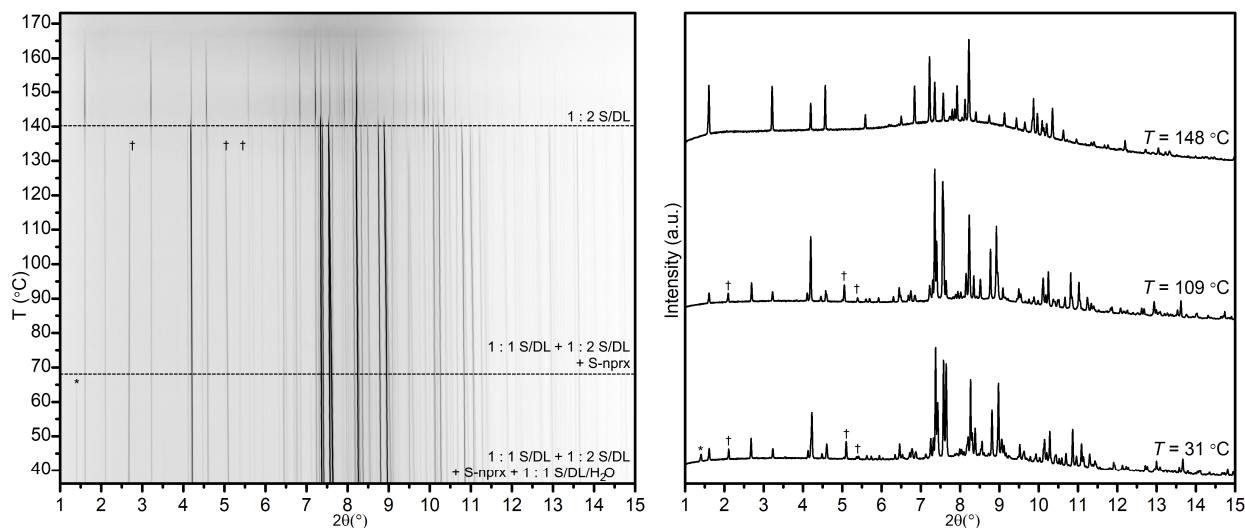 170
160
150
140
130
120
110
100
90
80
70
60
50
40
T (°C)
1 : 2 S/DL
† † †
1 : 1 S/DL + 1 : 2 S/DL
+ S-nprx
*
1 : 1 S/DL + 1 : 2 S/DL
+ S-nprx + 1 : 1 S/DL/H2O
1 2 3 4 5 6 7 8 9 10 11 12 13 14 15
2θ(°)
Intensity (a.u.)
T = 148 °C
† † †
T = 109 °C
* † † †
T = 31 °C
1 2 3 4 5 6 7 8 9 10 11 12 13 14 15
2θ(°)